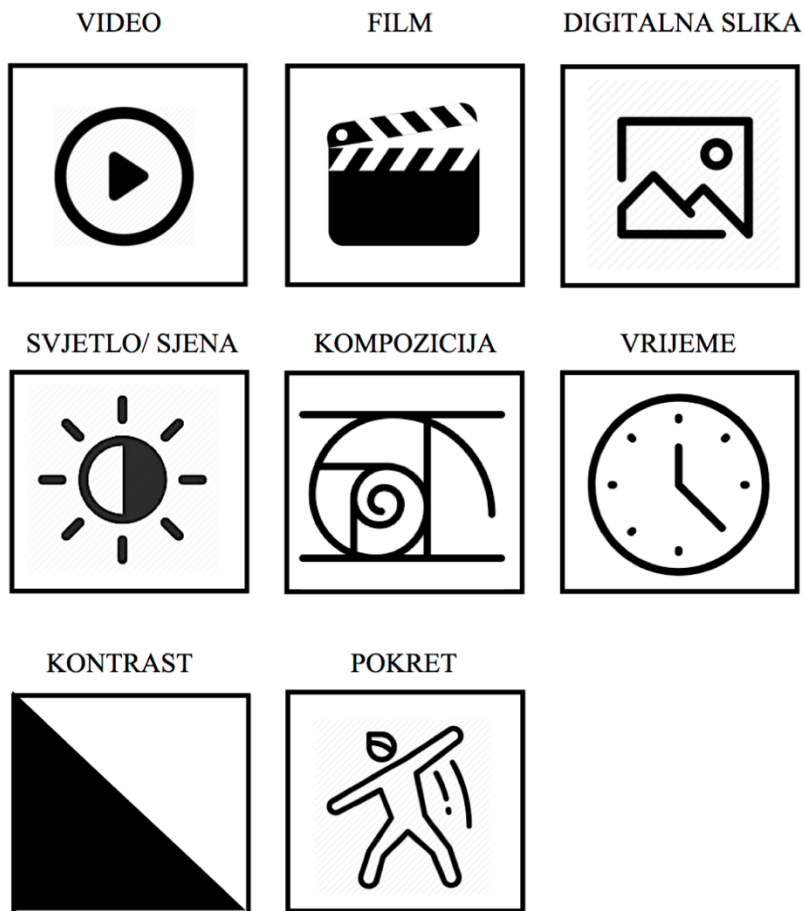 VIDEO
FILM
DIGITALNA SLIKA
SVJETLO/ SJENA
KOMPOZICIJA
VRIJEME
KONTRAST
POKRET